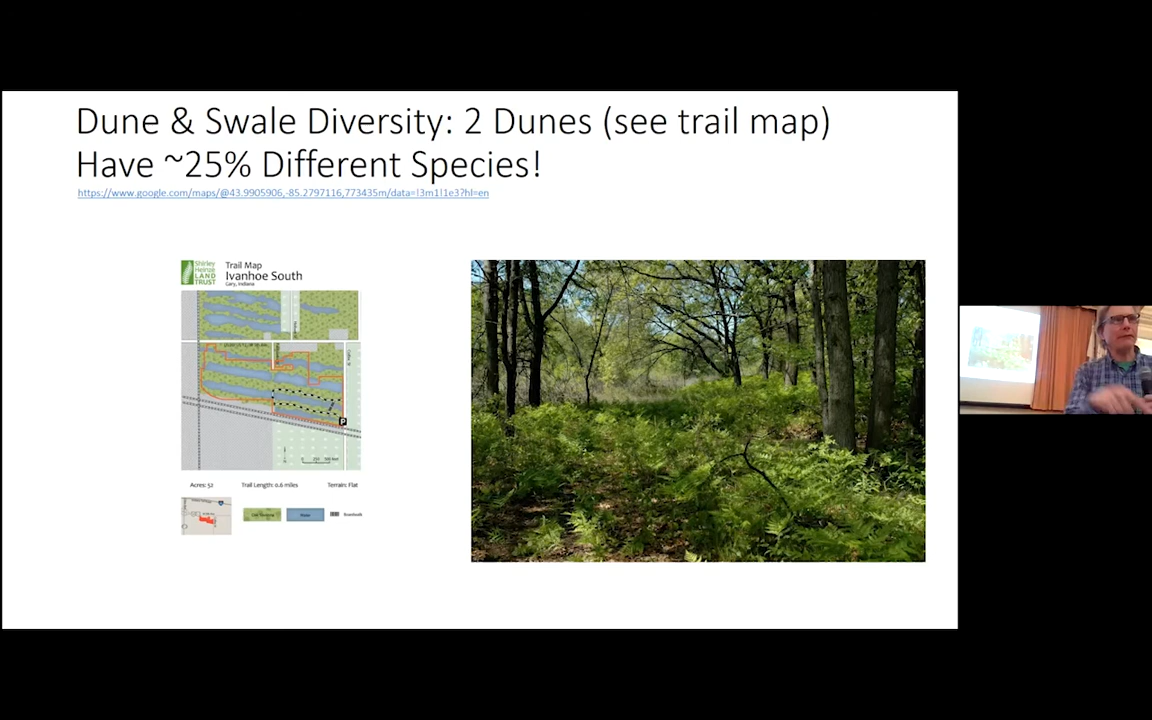 Dune & Swale Diversity: 2 Dunes (see trail map)
Have ~25% Different Species!
https://www.google.com/maps/@43.9905906,-85.2797116,773435m/data=!3m1!1e3?hl=en
Shirley
Heinze
LAND
TRUST
Trail Map
Ivanhoe South
Gary, Indiana
P
Acres: 52
Trail Length: 0.6 miles
Terrain: Flat
Boardwalk